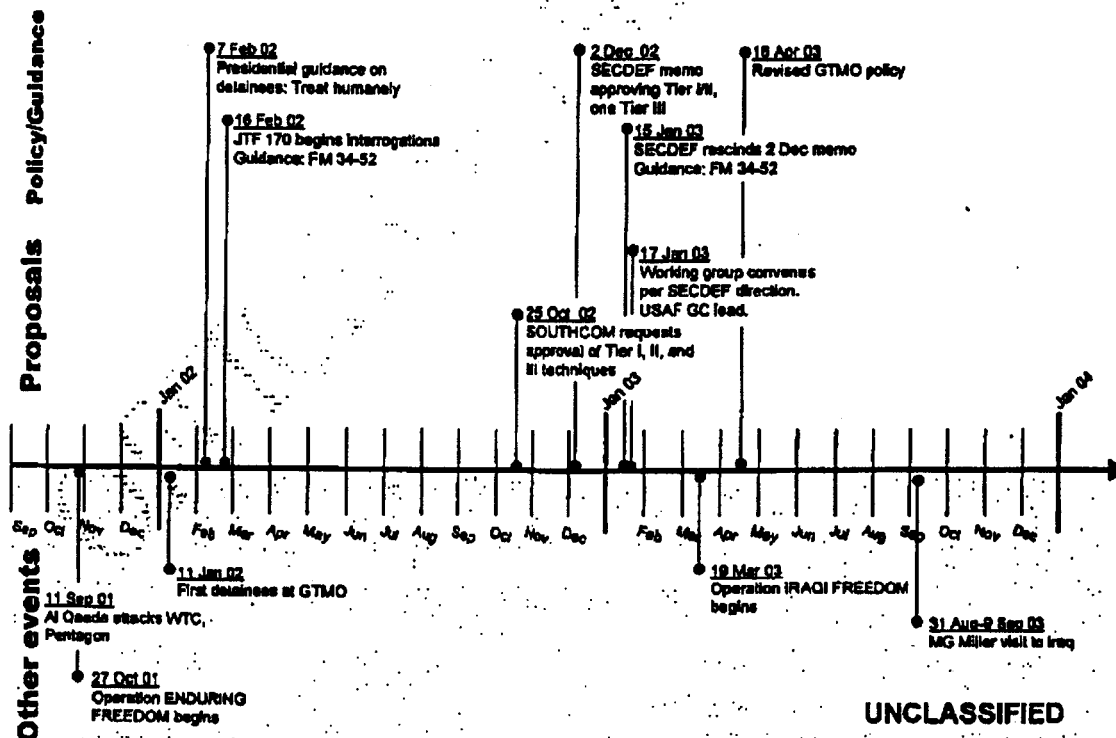 Policy/Guidance
Proposals
Other events
7 Feb 02
Presidential guidance on
detainees: Treat humanely
16 Feb 02
JTF 170 begins interrogations
Guidance: FM 34-52
2 Dec 02
SECDEF memo
approving Tier I/II,
one Tier III
16 Apr 03
Revised GTMO policy
15 Jan 03
SECDEF rescinds 2 Dec memo
Guidance: FM 34-52
17 Jan 03
Working group convenes
per SECDEF direction.
USAF GC lead.
25 Oct 02
SOUTHCOM requests
approval of Tier I, II, and
III techniques
Jan 02
Jan 03
Jan 04
Sep Oct Nov Dec Feb Mar Apr May Jun Jul Aug Sep Oct Nov Dec Feb Mar Apr May Jun Jul Aug Sep Oct Nov Dec
11 Sep 01
Al Qaeda attacks WTC,
Pentagon
27 Oct 01
Operation ENDURING
FREEDOM begins
11 Jan 02
First detainees at GTMO
19 Mar 03
Operation IRAQI FREEDOM
begins
31 Aug-9 Sep 03
MG Miller visit to Iraq
UNCLASSIFIED